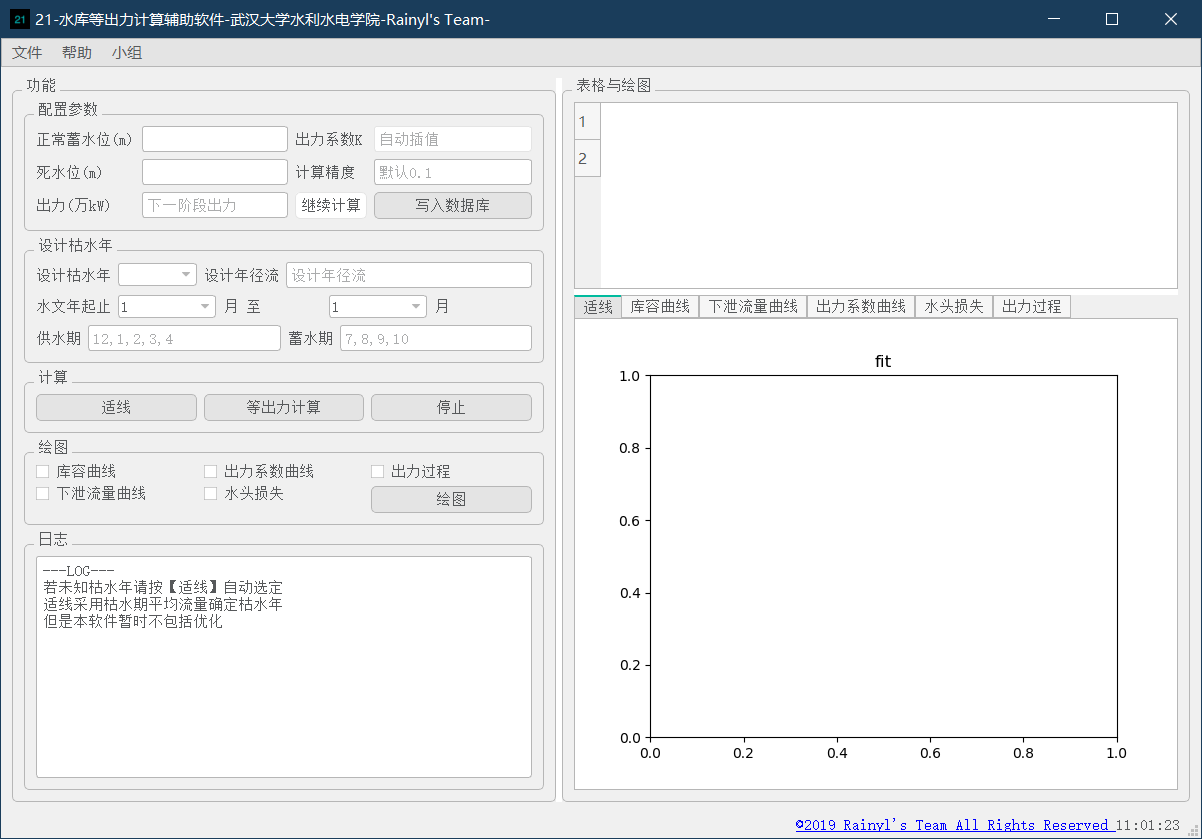 21
21-水库等出力计算辅助软件-武汉大学水利水电学院-Rainyl's Team-
文件 帮助 小组
功能
配置参数
正常蓄水位(m) 出力系数K 自动插值
死水位(m) 计算精度 默认0.1
出力(万kW) 下一阶段出力 继续计算 写入数据库
设计枯水年
设计枯水年 设计年径流 设计年径流
水文年起止 1 月 至 1 月
供水期 12,1,2,3,4 蓄水期 7,8,9,10
计算
适线 等出力计算 停止
绘图
库容曲线 出力系数曲线 出力过程
下泄流量曲线 水头损失 绘图
日志
---LOG---
若未知枯水年请按【适线】自动选定
适线采用枯水期平均流量确定枯水年
但是本软件暂时不包括优化
表格与绘图
1
2
适线 库容曲线 下泄流量曲线 出力系数曲线 水头损失 出力过程
fit
1.0
0.8
0.6
0.4
0.2
0.0
0.0 0.2 0.4 0.6 0.8 1.0
©2019 Rainyl's Team All Rights Reserved 11:01:23